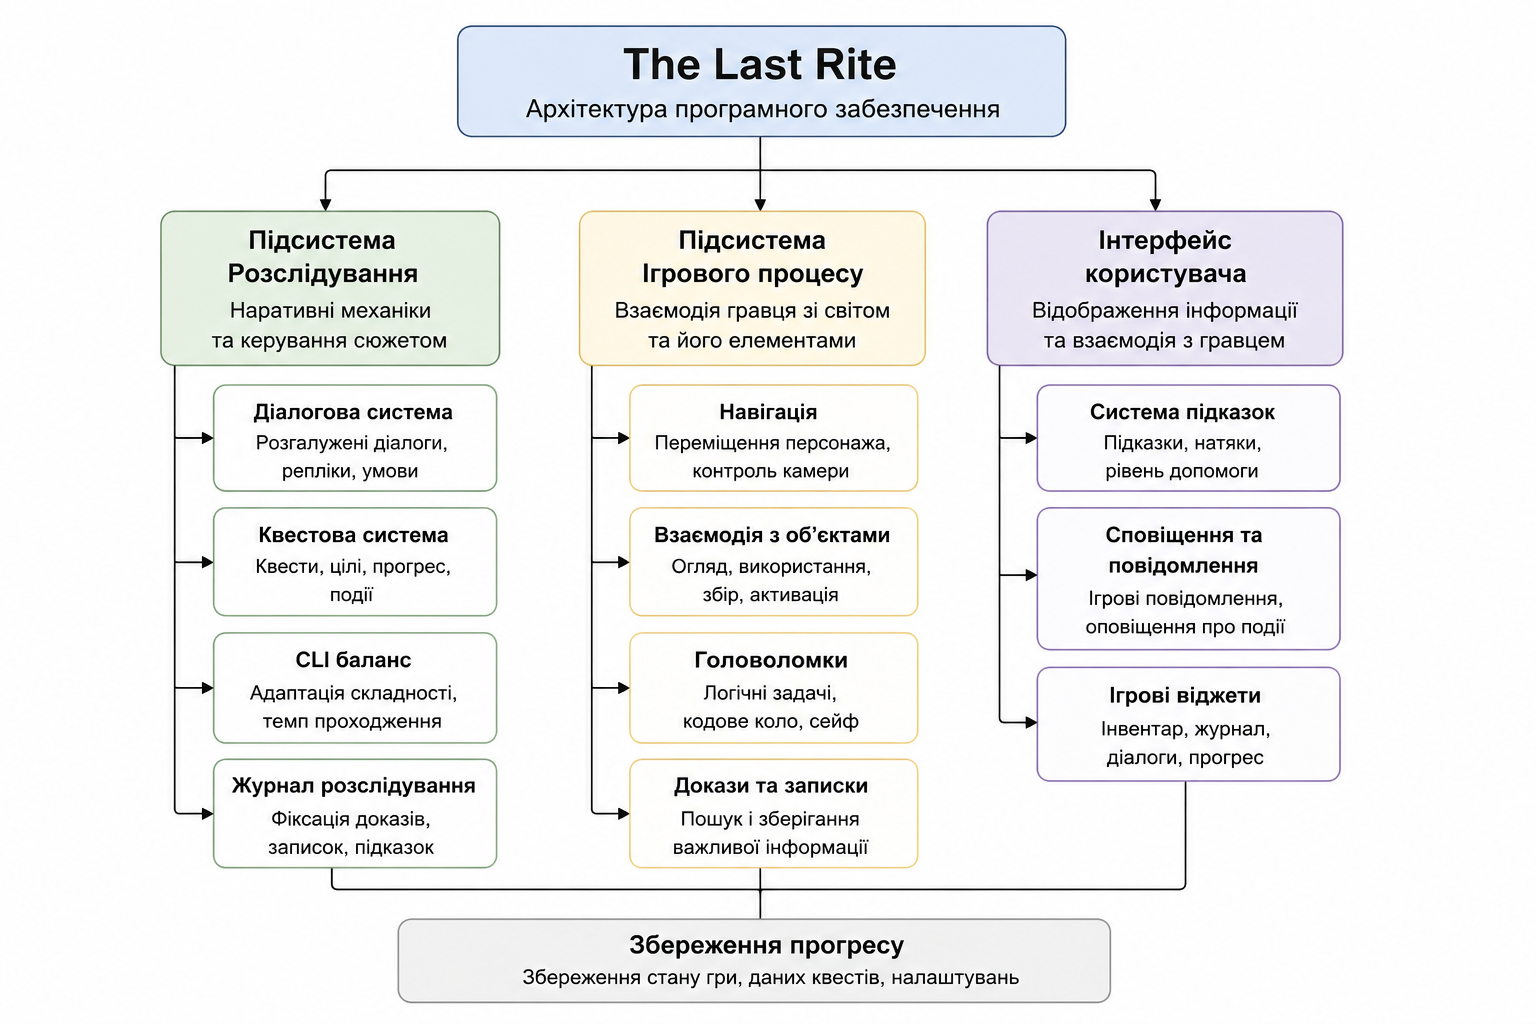 The Last Rite
Архітектура програмного забезпечення
Підсистема
Розслідування
Наративні механіки
та керування сюжетом
Діалогова система
Розгалужені діалоги,
репліки, умови
Квестова система
Квести, цілі, прогрес,
події
CLI баланс
Адаптація складності,
темп проходження
Журнал розслідування
Фіксація доказів,
записок, підказок
Підсистема
Ігрового процесу
Взаємодія гравця зі світом
та його елементами
Навігація
Переміщення персонажа,
контроль камери
Взаємодія з об’єктами
Огляд, використання,
збір, активація
Головоломки
Логічні задачі,
кодове коло, сейф
Докази та записки
Пошук і зберігання
важливої інформації
Інтерфейс
користувача
Відображення інформації
та взаємодія з гравцем
Система підказок
Підказки, натяки,
рівень допомоги
Сповіщення та
повідомлення
Ігрові повідомлення,
оповіщення про події
Ігрові віджети
Інвентар, журнал,
діалоги, прогрес
Збереження прогресу
Збереження стану гри, даних квестів, налаштувань